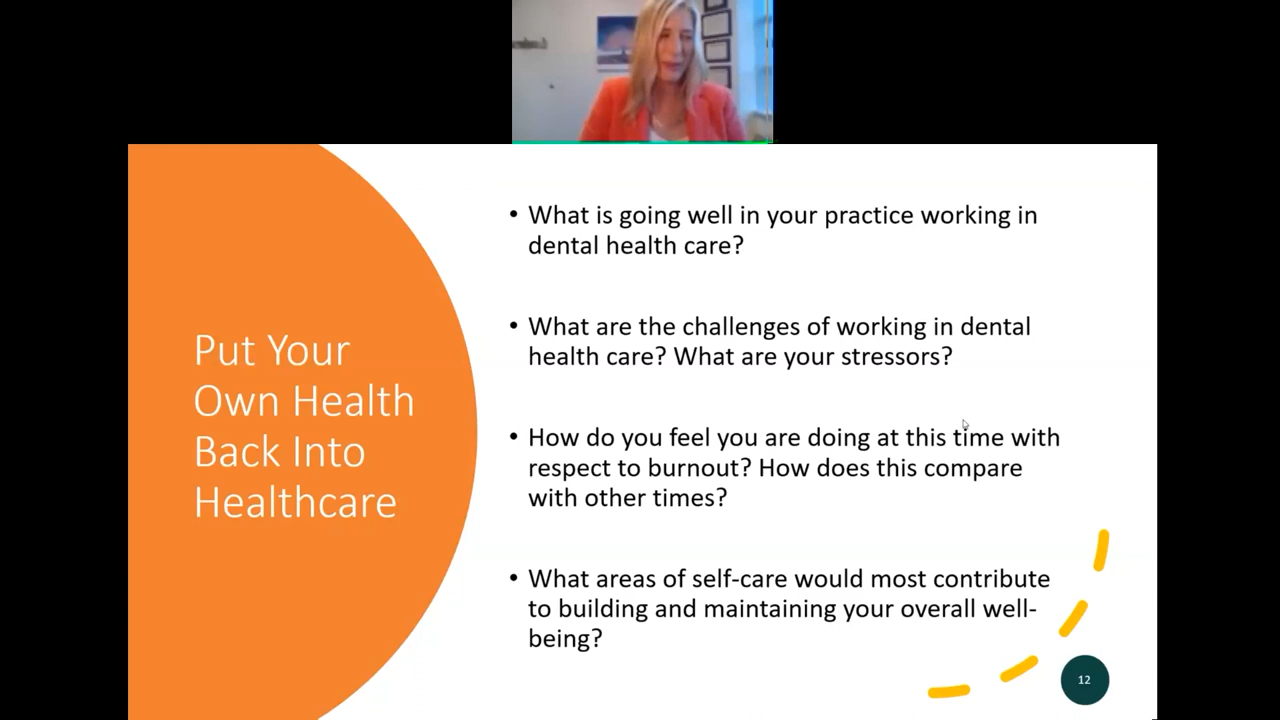 Put Your
Own Health
Back Into
Healthcare
• What is going well in your practice working in
dental health care?
• What are the challenges of working in dental
health care? What are your stressors?
• How do you feel you are doing at this time with
respect to burnout? How does this compare
with other times?
• What areas of self-care would most contribute
to building and maintaining your overall well-
being?
12